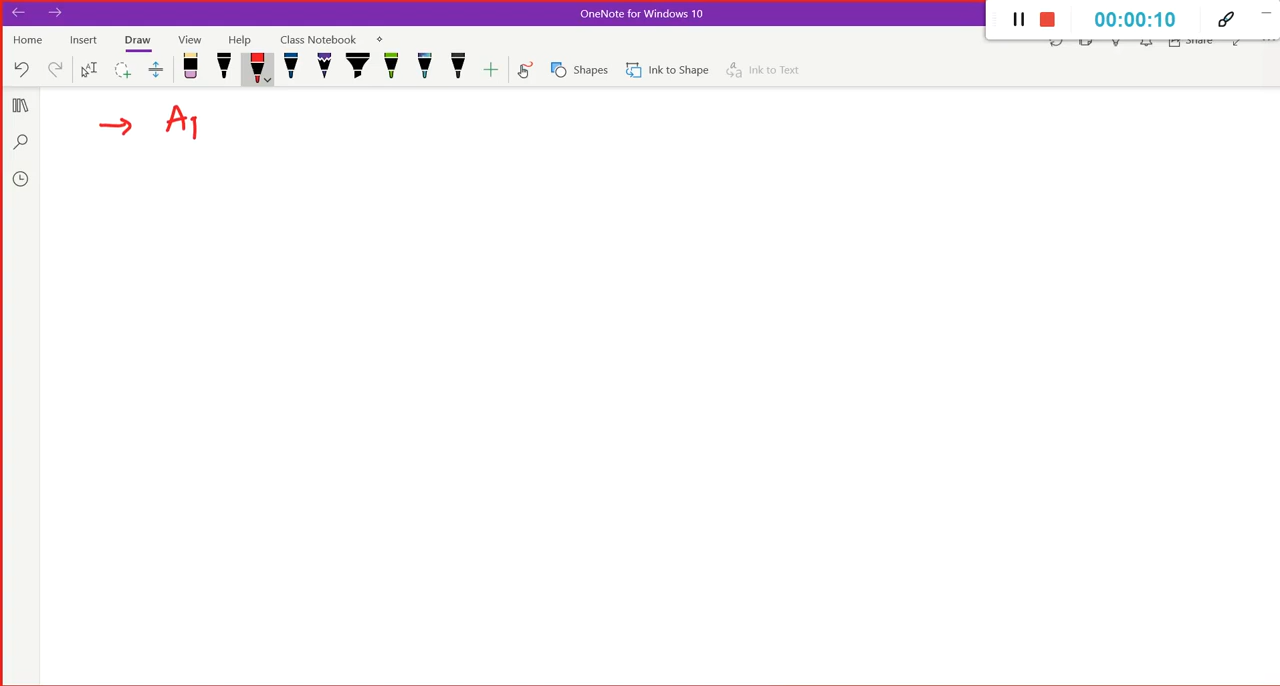 OneNote for Windows 10
00:00:10
Home Insert Draw View Help Class Notebook
Share
Shapes Ink to Shape Ink to Text
→ A1